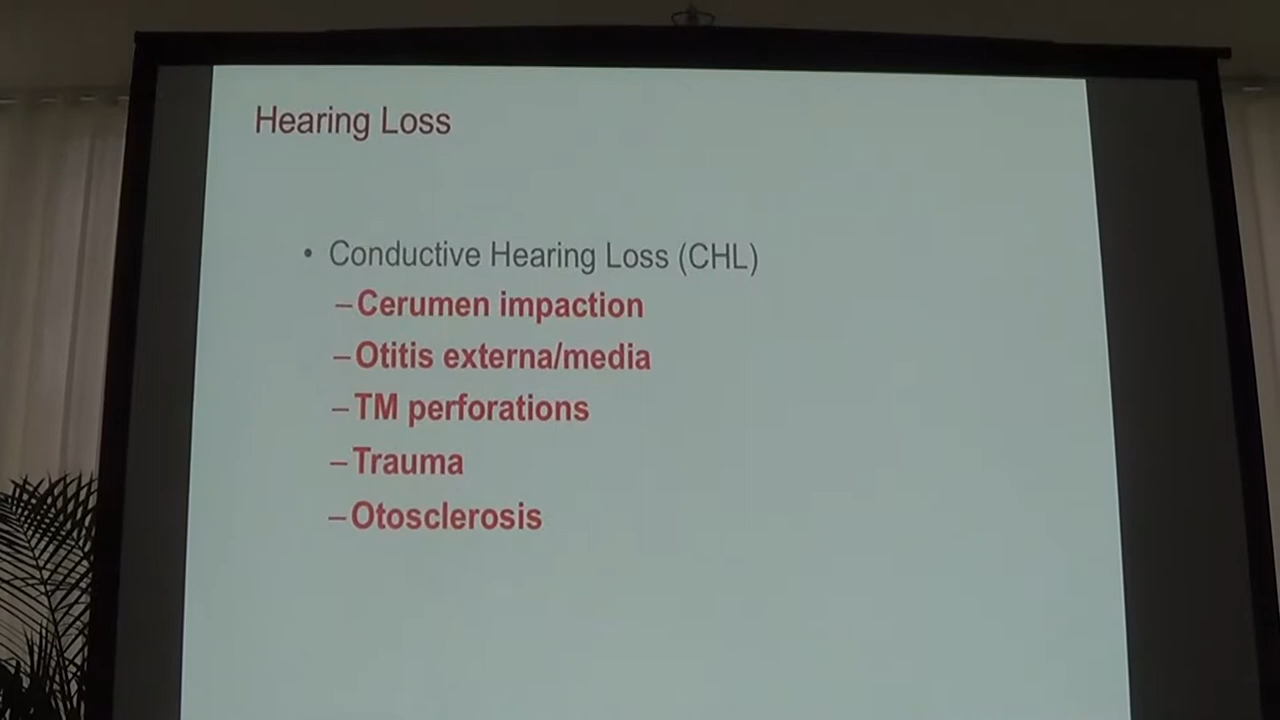 Hearing Loss
• Conductive Hearing Loss (CHL)
–Cerumen impaction
–Otitis externa/media
–TM perforations
–Trauma
–Otosclerosis